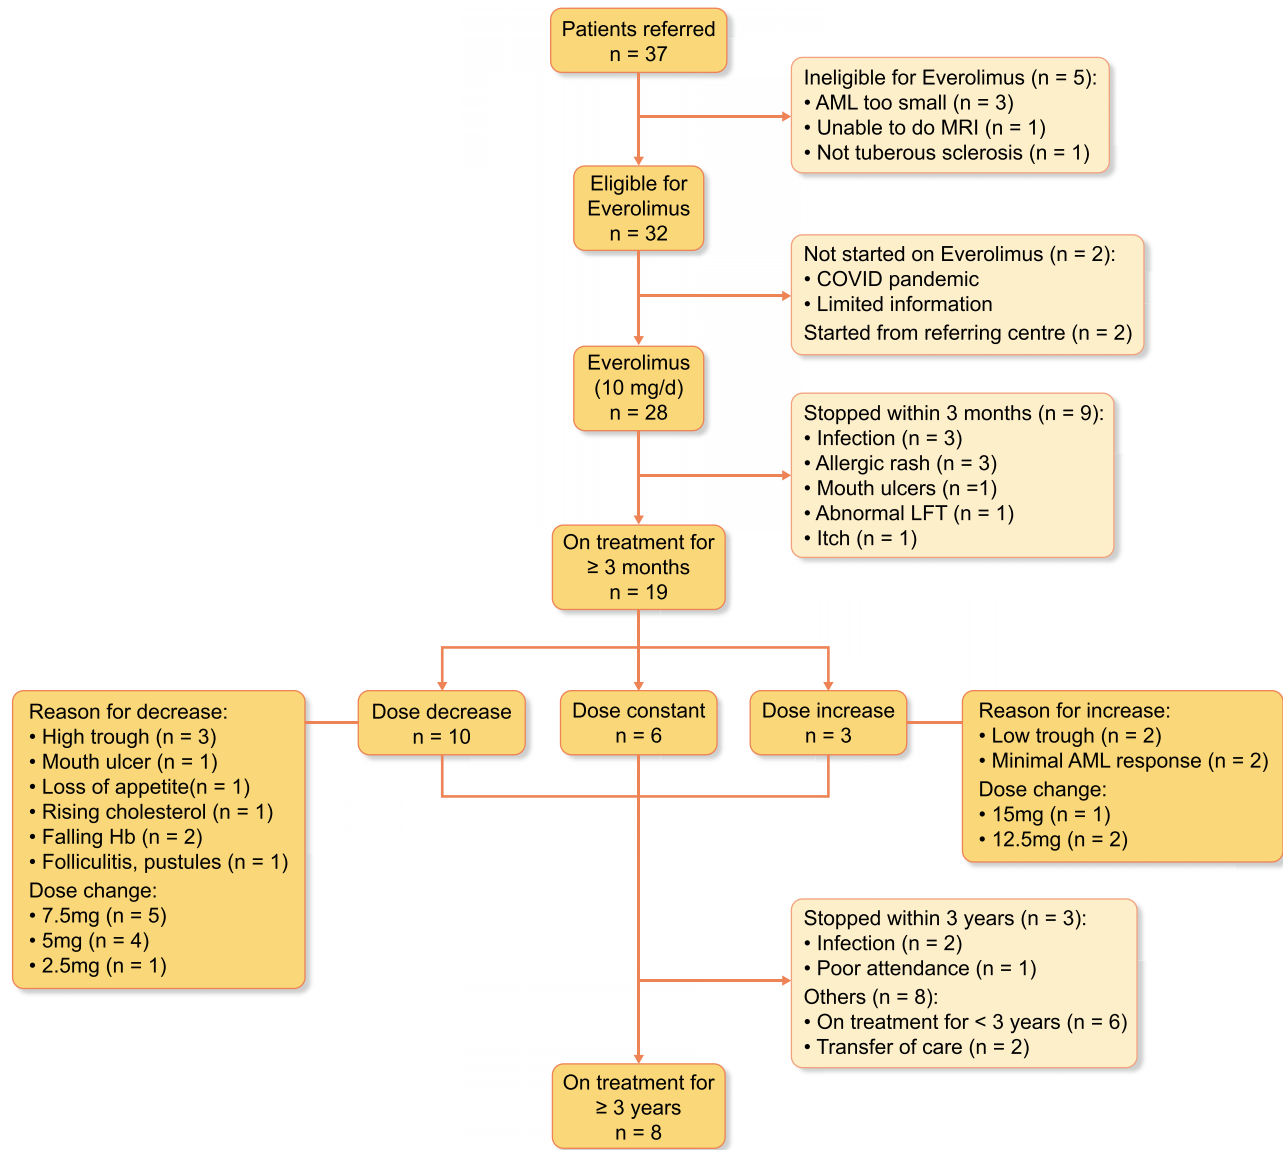 Patients referred
n = 37
Ineligible for Everolimus (n = 5):
• AML too small (n = 3)
• Unable to do MRI (n = 1)
• Not tuberous sclerosis (n = 1)
Eligible for
Everolimus
n = 32
Not started on Everolimus (n = 2):
• COVID pandemic
• Limited information
Started from referring centre (n = 2)
Everolimus
(10 mg/d)
n = 28
Stopped within 3 months (n = 9):
• Infection (n = 3)
• Allergic rash (n = 3)
• Mouth ulcers (n =1)
• Abnormal LFT (n = 1)
• Itch (n = 1)
On treatment for
≥ 3 months
n = 19
Reason for decrease:
• High trough (n = 3)
• Mouth ulcer (n = 1)
• Loss of appetite(n = 1)
• Rising cholesterol (n = 1)
• Falling Hb (n = 2)
• Folliculitis, pustules (n = 1)
Dose change:
• 7.5mg (n = 5)
• 5mg (n = 4)
• 2.5mg (n = 1)
Dose decrease
n = 10
Dose constant
n = 6
Dose increase
n = 3
Reason for increase:
• Low trough (n = 2)
• Minimal AML response (n = 2)
Dose change:
• 15mg (n = 1)
• 12.5mg (n = 2)
Stopped within 3 years (n = 3):
• Infection (n = 2)
• Poor attendance (n = 1)
Others (n = 8):
• On treatment for < 3 years (n = 6)
• Transfer of care (n = 2)
On treatment for
≥ 3 years
n = 8